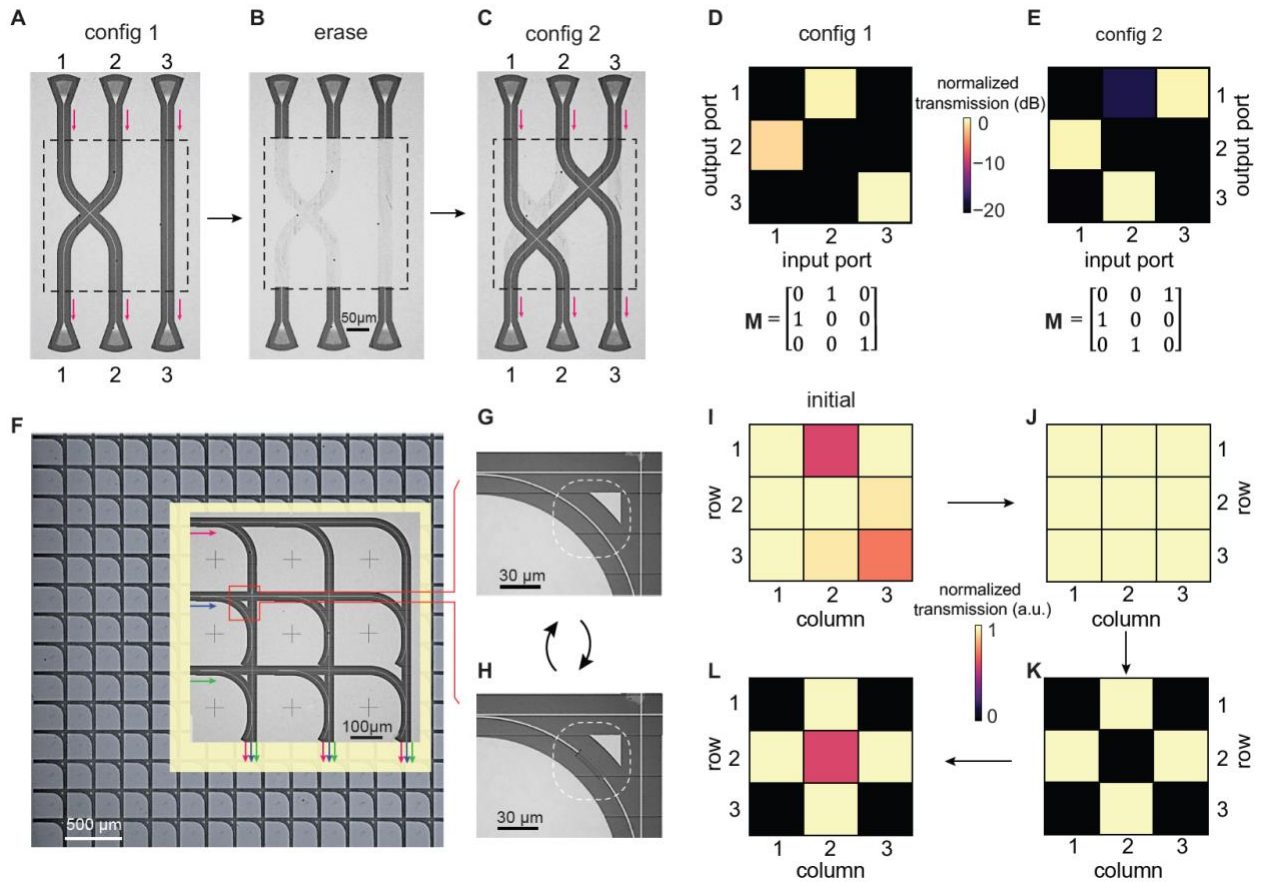 A
config 1
1 2 3
1 2 3
B
erase
50µm
C
config 2
1 2 3
1 2 3
D
config 1
output port
1
2
3
1 2 3
input port
M = [0 1 0
1 0 0
0 0 1]
normalized
transmission (dB)
0
−10
−20
E
config 2
1
2
3
output port
1 2 3
input port
M = [0 0 1
1 0 0
0 1 0]
F
500 µm
100µm
G
30 µm
H
30 µm
I
initial
row
1
2
3
1 2 3
column
J
1
2
3
row
1 2 3
column
normalized
transmission (a.u.)
1
0
L
row
1
2
3
1 2 3
column
K
1
2
3
row
1 2 3
column